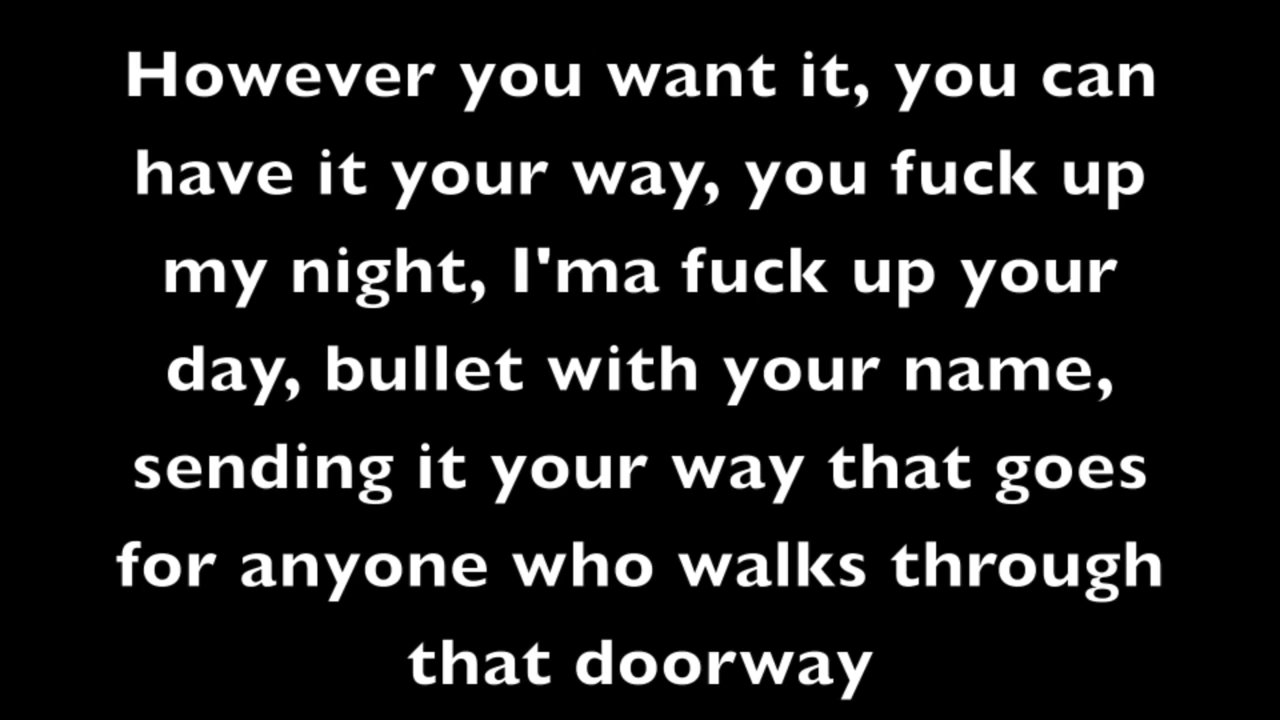 However you want it, you can
have it your way, you fuck up
my night, I'ma fuck up your
day, bullet with your name,
sending it your way that goes
for anyone who walks through
that doorway